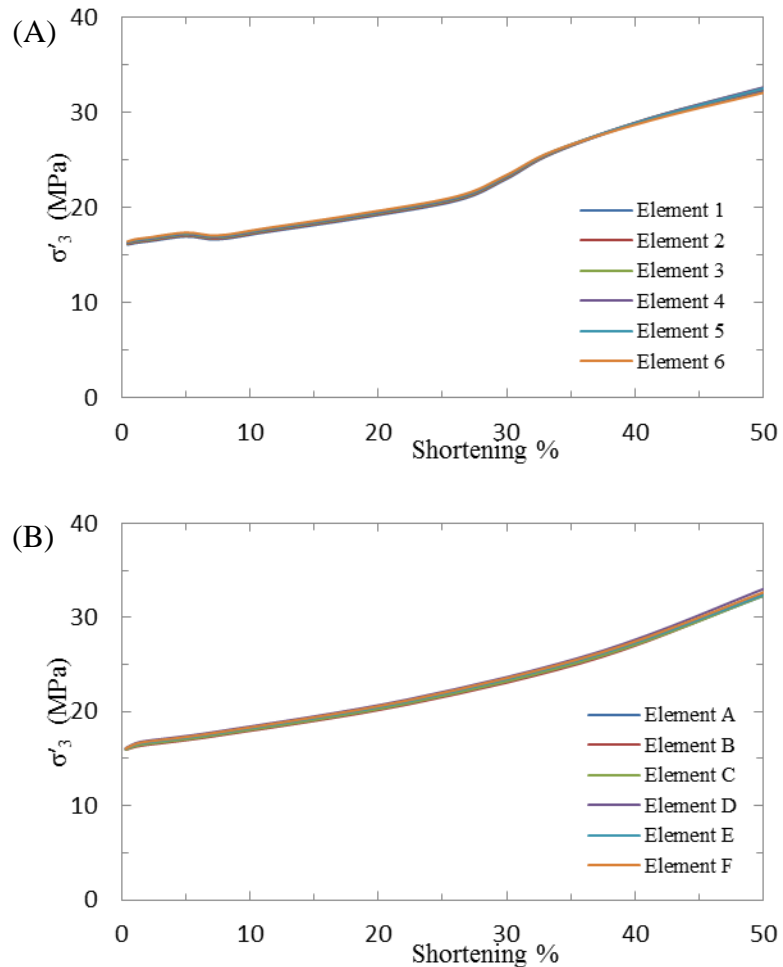 (A)
40
30
20
10
0
σ′3 (MPa)
Element 1
Element 2
Element 3
Element 4
Element 5
Element 6
0 10 20 30 40 50
Shortening %
(B)
40
30
20
10
0
σ′3 (MPa)
Element A
Element B
Element C
Element D
Element E
Element F
0 10 20 30 40 50
Shortening %